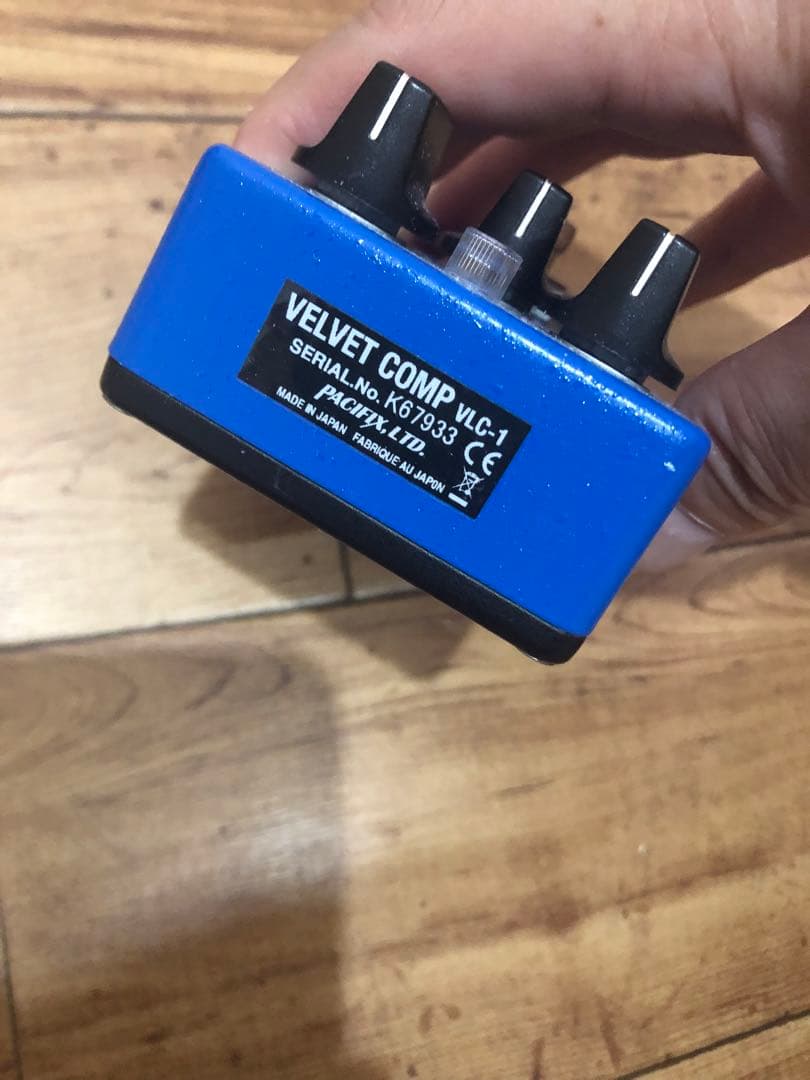 VELVET COMP VLC-1
SERIAL.No. K67933
PACIFIX, LTD.
MADE IN JAPAN FABRIQUE AU JAPON
CE